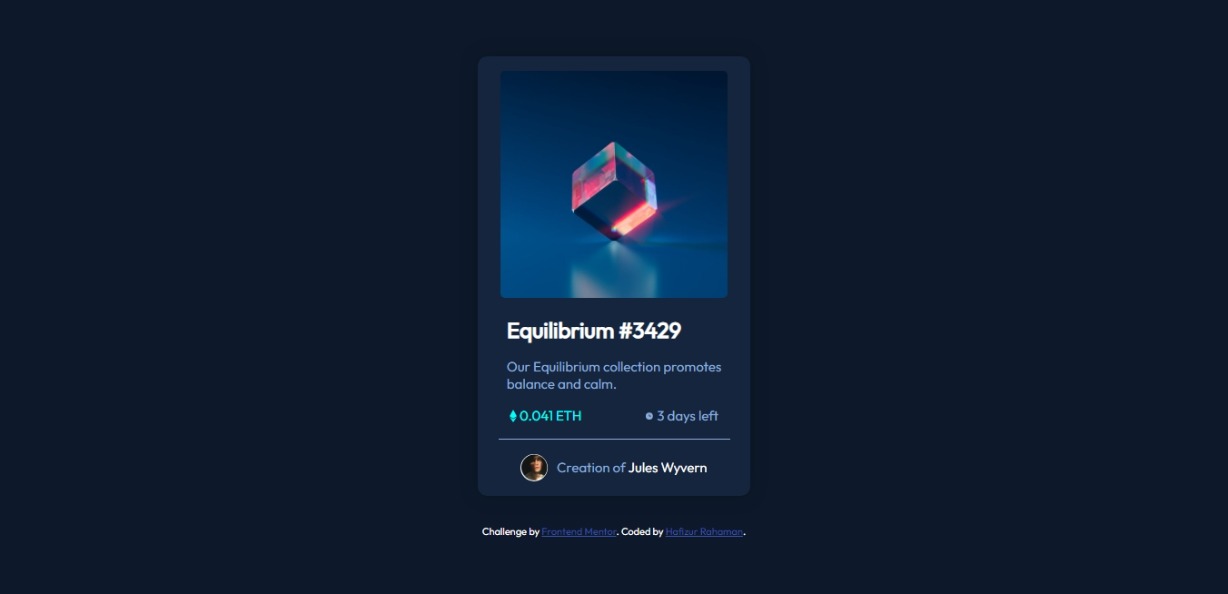 Equilibrium #3429
Our Equilibrium collection promotes
balance and calm.
0.041 ETH 3 days left
Creation of Jules Wyvern
Challenge by Frontend Mentor. Coded by Hafizur Rahaman.